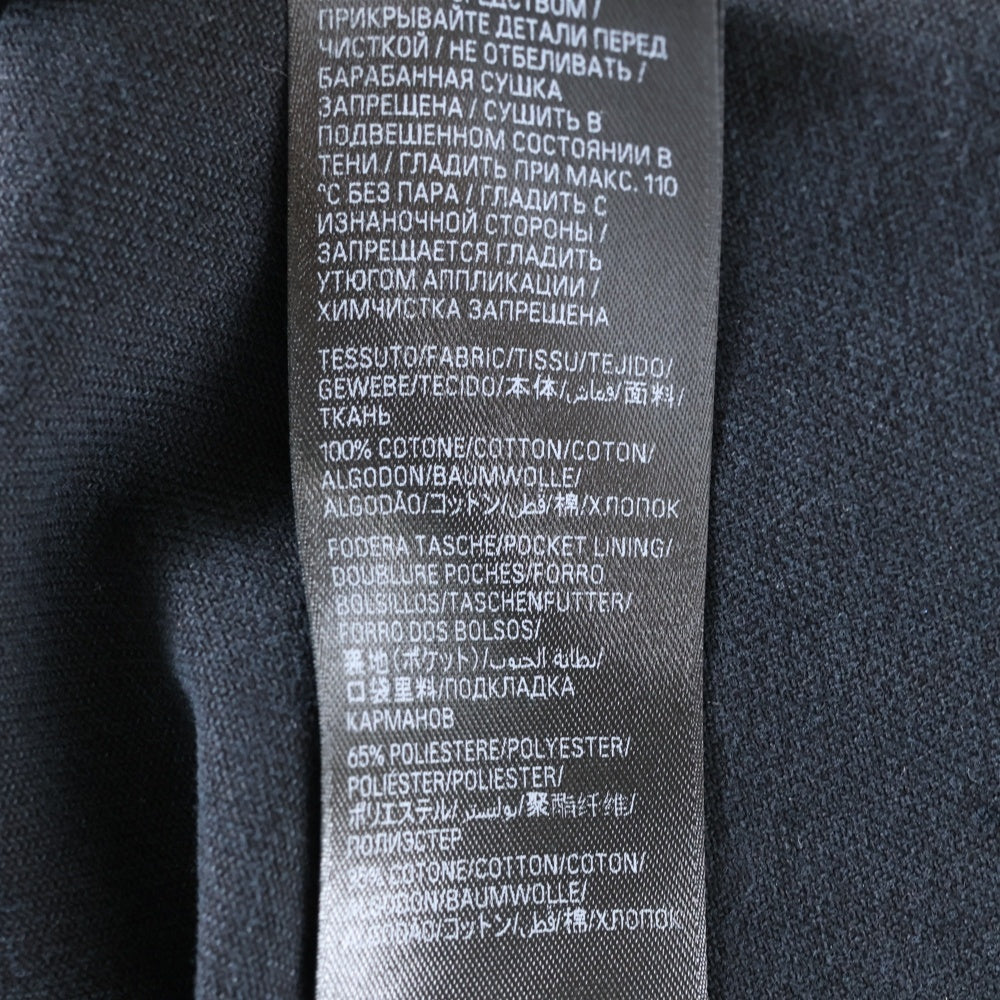 СРЕДСТВОМ /
ПРИКРЫВАЙТЕ ДЕТАЛИ ПЕРЕД
ЧИСТКОЙ / НЕ ОТБЕЛИВАТЬ /
БАРАБАННАЯ СУШКА
ЗАПРЕЩЕНА / СУШИТЬ В
ПОДВЕШЕННОМ СОСТОЯНИИ В
ТЕНИ / ГЛАДИТЬ ПРИ МАКС. 110
°C БЕЗ ПАРА / ГЛАДИТЬ С
ИЗНАНОЧНОЙ СТОРОНЫ /
ЗАПРЕЩАЕТСЯ ГЛАДИТЬ
УТЮГОМ АППЛИКАЦИИ /
ХИМЧИСТКА ЗАПРЕЩЕНА
TESSUTO/FABRIC/TISSU/TEJIDO/
GEWEBE/TECIDO/本体/قماش/面料/
ТКАНЬ
100% COTONE/COTTON/COTON/
ALGODON/BAUMWOLLE/
ALGODÃO/コットン/قطن/棉/ХЛОПОК
FODERA TASCHE/POCKET LINING/
DOUBLURE POCHES/FORRO
BOLSILLOS/TASCHENFUTTER/
FORRO DOS BOLSOS/
裏地(ポケット)/بطانة الجيوب/
口袋里料/ПОДКЛАДКА
КАРМАНОВ
65% POLIESTERE/POLYESTER/
POLIESTER/POLIESTER/
ポリエステル/بوليستر/聚酯纤维/
ПОЛИЭСТЕР
COTONE/COTTON/COTON/
ALGODON/BAUMWOLLE/
ALGODÃO/コットン/قطن/棉/ХЛОПОК